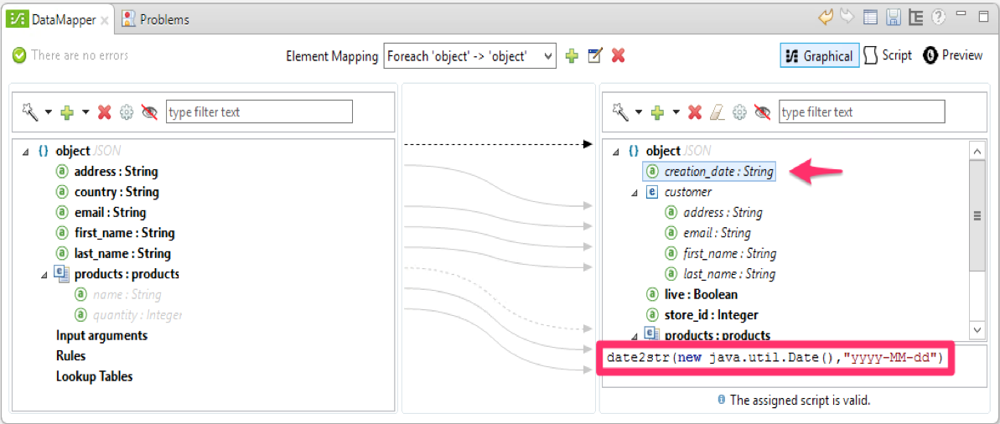 DataMapper
Problems
There are no errors
Element Mapping
Foreach 'object' -> 'object'
Graphical
Script
Preview
type filter text
object JSON
address : String
country : String
email : String
first_name : String
last_name : String
products : products
name : String
quantity : Integer
Input arguments
Rules
Lookup Tables
type filter text
object JSON
creation_date : String
customer
address : String
email : String
first_name : String
last_name : String
live : Boolean
store_id : Integer
products : products
date2str(new java.util.Date(),"yyyy-MM-dd")
The assigned script is valid.